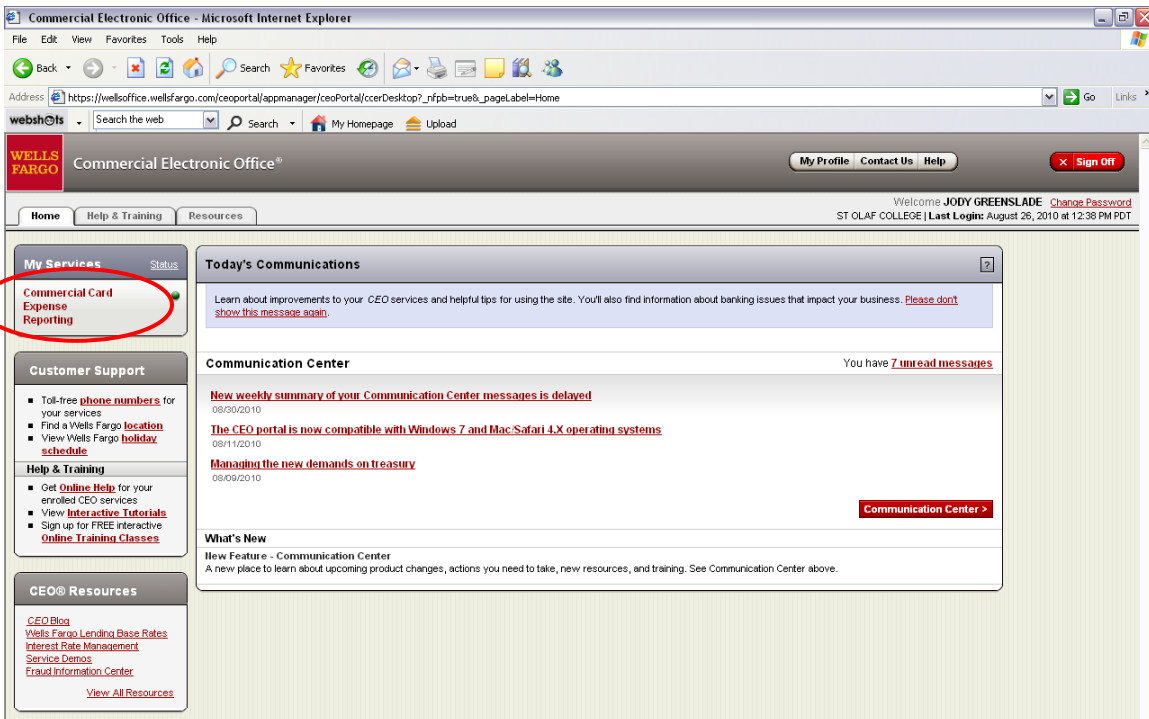 Commercial Electronic Office - Microsoft Internet Explorer
File Edit View Favorites Tools Help
Back Search Favorites
Address https://wellsoffice.wellsfargo.com/ceoportal/appmanager/ceoPortal/ccerDesktop?_nfpb=true&_pageLabel=Home Go Links
webshots Search the web Search My Homepage Upload
WELLS
FARGO
Commercial Electronic Office®
My Profile Contact Us Help
Sign Off
Home Help & Training Resources
Welcome JODY GREENSLADE Change Password
ST OLAF COLLEGE | Last Login: August 26, 2010 at 12:38 PM PDT
My Services Status
Commercial Card
Expense
Reporting
Customer Support
Toll-free phone numbers for
your services
Find a Wells Fargo location
View Wells Fargo holiday
schedule
Help & Training
Get Online Help for your
enrolled CEO services
View Interactive Tutorials
Sign up for FREE interactive
Online Training Classes
CEO® Resources
CEO Blog
Wells Fargo Lending Base Rates
Interest Rate Management
Service Demos
Fraud Information Center
View All Resources
Today's Communications ?
Learn about improvements to your CEO services and helpful tips for using the site. You'll also find information about banking issues that impact your business. Please don't
show this message again.
Communication Center You have 7 unread messages
New weekly summary of your Communication Center messages is delayed
08/30/2010
The CEO portal is now compatible with Windows 7 and Mac/Safari 4.X operating systems
08/11/2010
Managing the new demands on treasury
08/09/2010
Communication Center >
What's New
New Feature - Communication Center
A new place to learn about upcoming product changes, actions you need to take, new resources, and training. See Communication Center above.